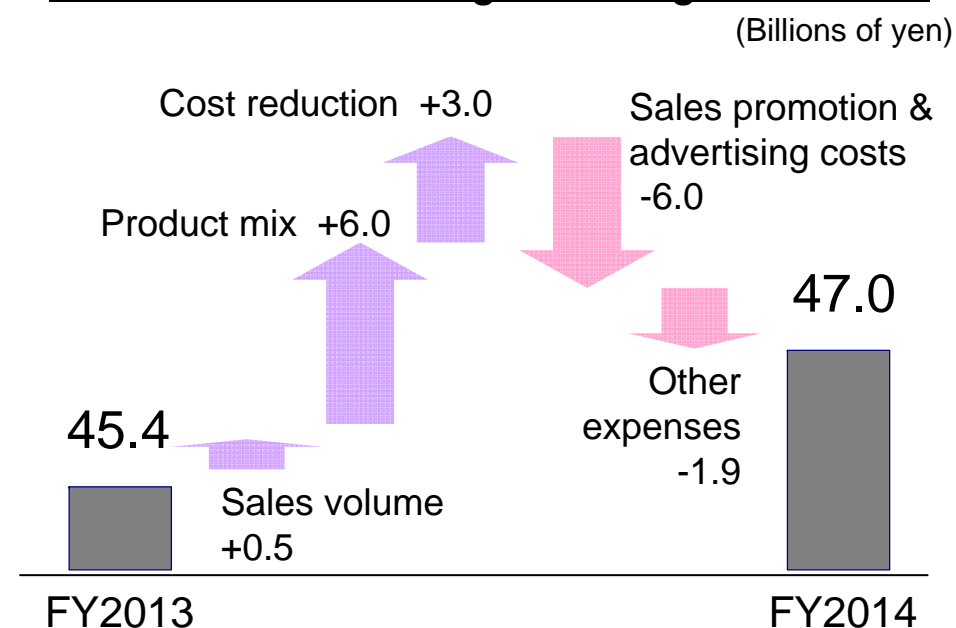 (Billions of yen)
Cost reduction +3.0
Sales promotion &
advertising costs
-6.0
Product mix +6.0
47.0
Other
expenses
-1.9
45.4
Sales volume
+0.5
FY2013
FY2014